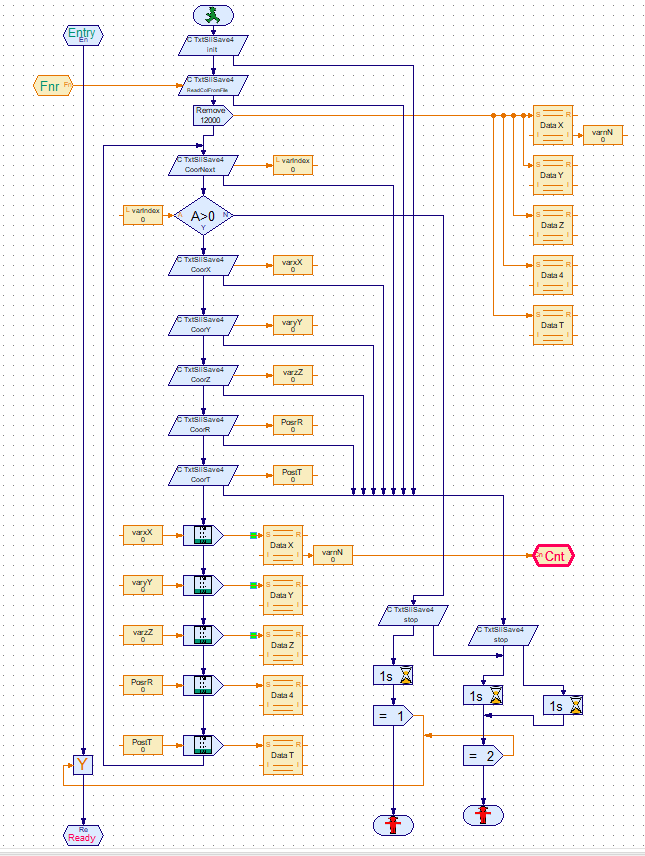 Entry
En
C TxtSliSave4
init
Fnr
C TxtSliSave4
ReadColFromFile
Remove
12000
S R
Data X
I I
varnN
0
C TxtSliSave4
CoorNext
L varIndex
0
S R
Data Y
I I
L varIndex
0
A>0
N
Y
S R
Data Z
I I
C TxtSliSave4
CoorX
varxX
0
S R
Data 4
I I
C TxtSliSave4
CoorY
varyY
0
S R
Data T
I I
C TxtSliSave4
CoorZ
varzZ
0
C TxtSliSave4
CoorR
PosrR
0
C TxtSliSave4
CoorT
PostT
0
varxX
0
S R
Data X
I I
varnN
0
Cnt
varyY
0
S R
Data Y
I I
C TxtSliSave4
stop
C TxtSliSave4
stop
varzZ
0
S R
Data Z
I I
PosrR
0
S R
Data 4
I I
1s
1s
1s
= 1
PostT
0
S R
Data T
I I
= 2
Y
Re
Ready